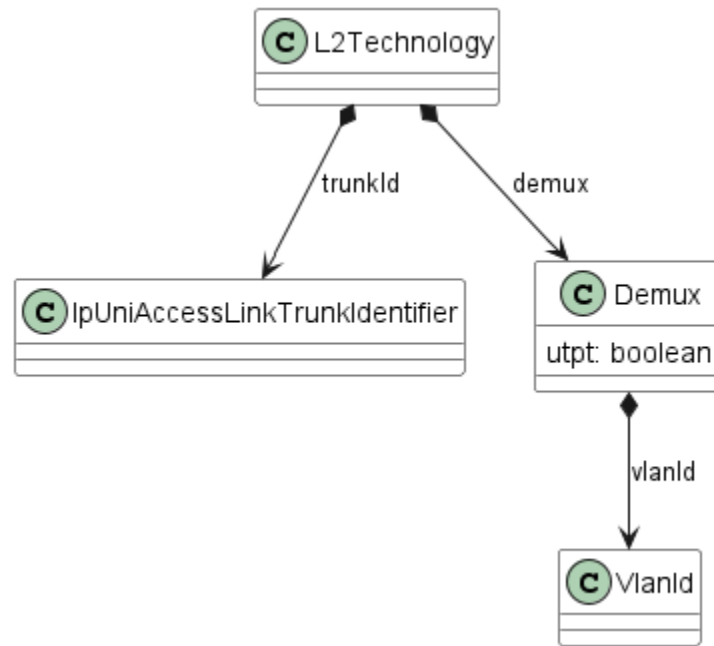 C L2Technology
trunkId
demux
C IpUniAccessLinkTrunkIdentifier
C Demux
utpt: boolean
vlanId
C VlanId